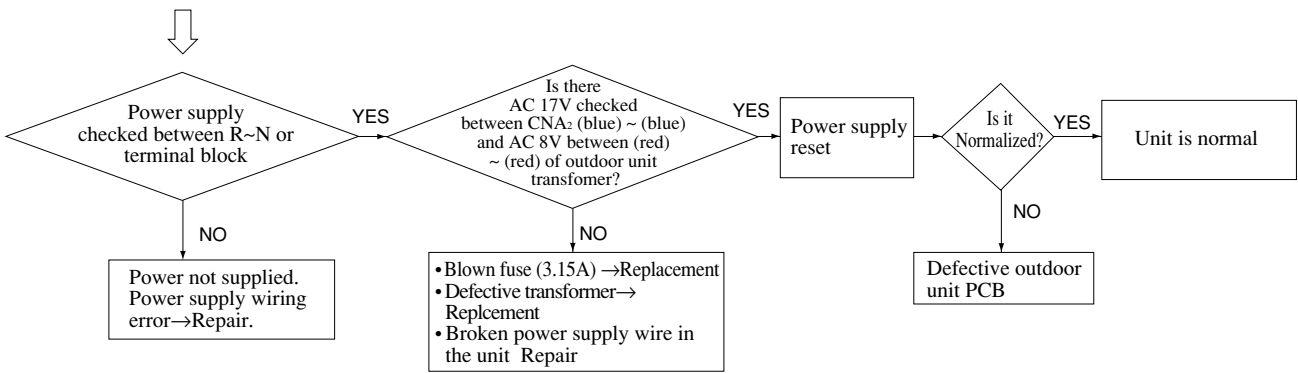 Power supply
checked between R~N or
terminal block
YES
NO
Power not supplied.
Power supply wiring
error→Repair.
Is there
AC 17V checked
between CNA₂ (blue) ~ (blue)
and AC 8V between (red)
~ (red) of outdoor unit
transfomer?
YES
NO
• Blown fuse (3.15A) →Replacement
• Defective transformer→
Replcement
• Broken power supply wire in
the unit Repair
Power supply
reset
Is it
Normalized?
YES
NO
Defective outdoor
unit PCB
Unit is normal